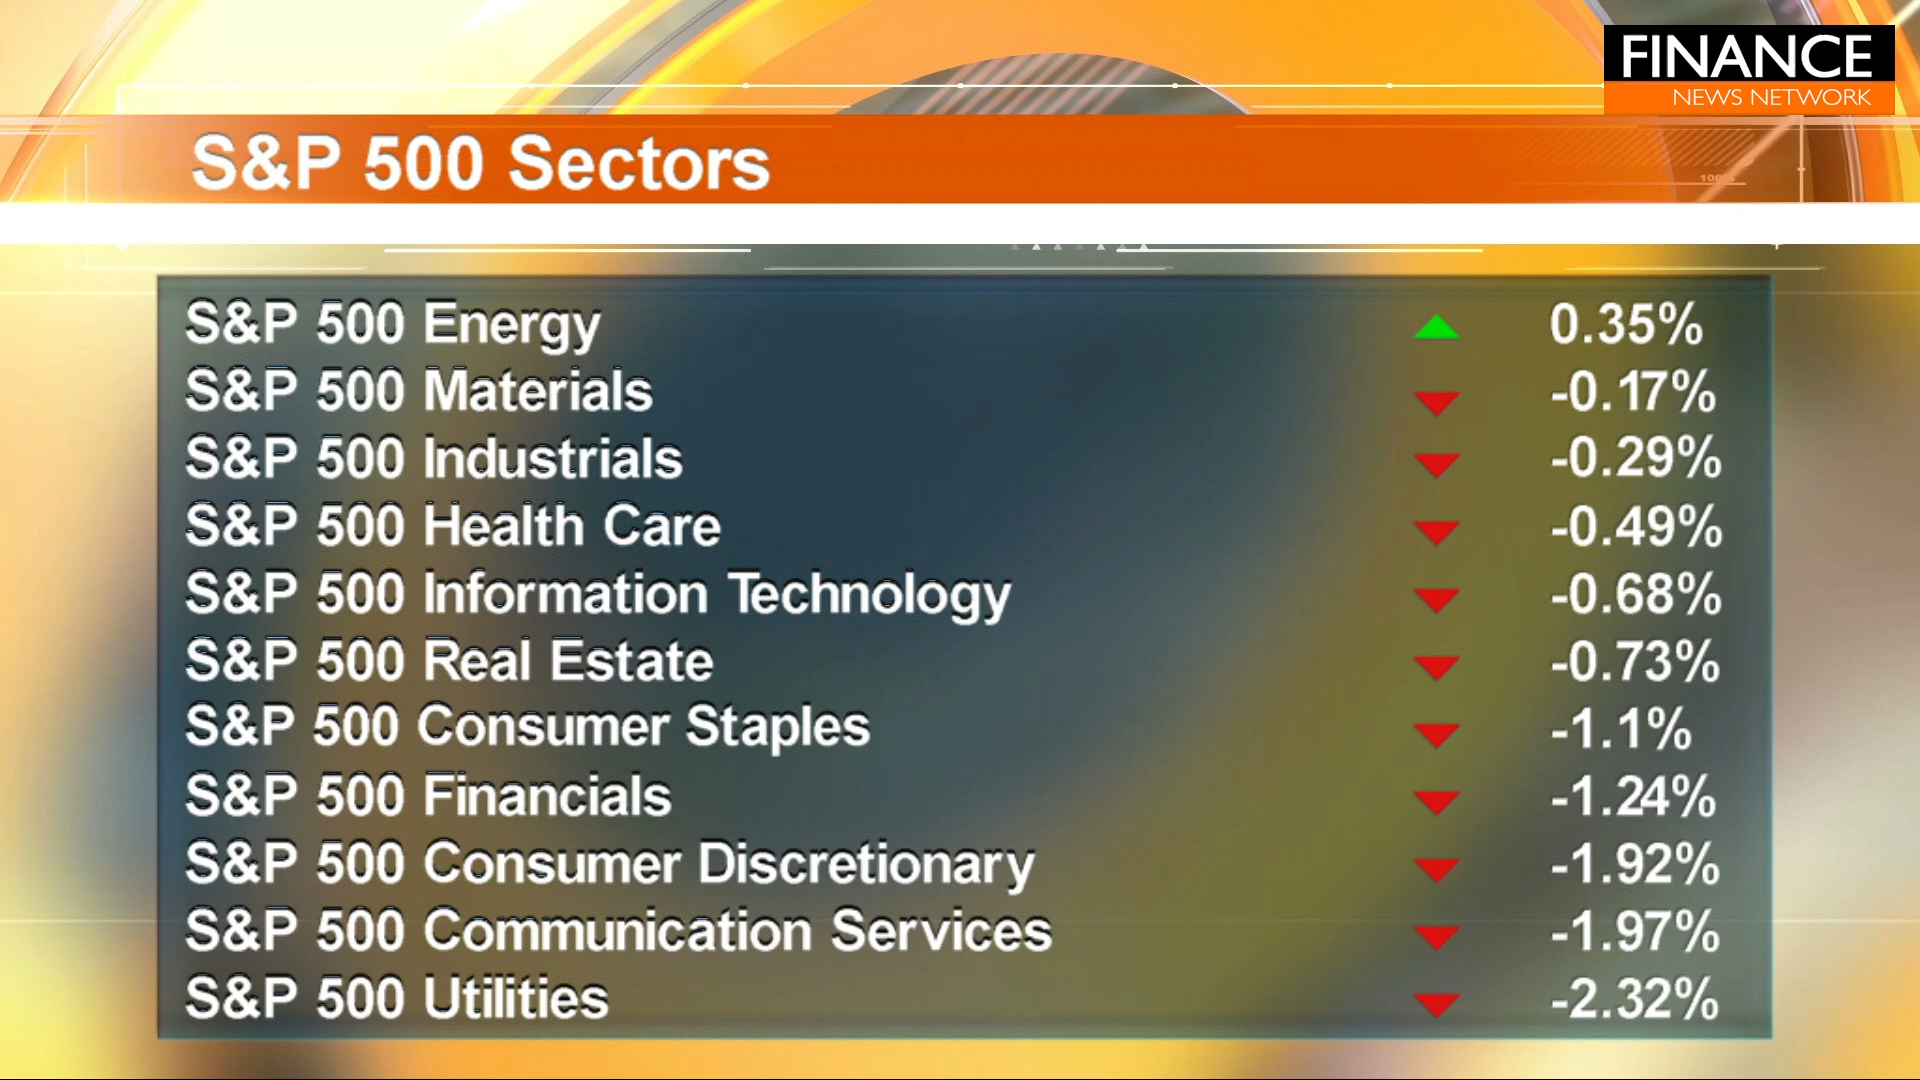 FINANCE
NEWS NETWORK
S&P 500 Sectors
S&P 500 Energy 0.35%
S&P 500 Materials -0.17%
S&P 500 Industrials -0.29%
S&P 500 Health Care -0.49%
S&P 500 Information Technology -0.68%
S&P 500 Real Estate -0.73%
S&P 500 Consumer Staples -1.1%
S&P 500 Financials -1.24%
S&P 500 Consumer Discretionary -1.92%
S&P 500 Communication Services -1.97%
S&P 500 Utilities -2.32%